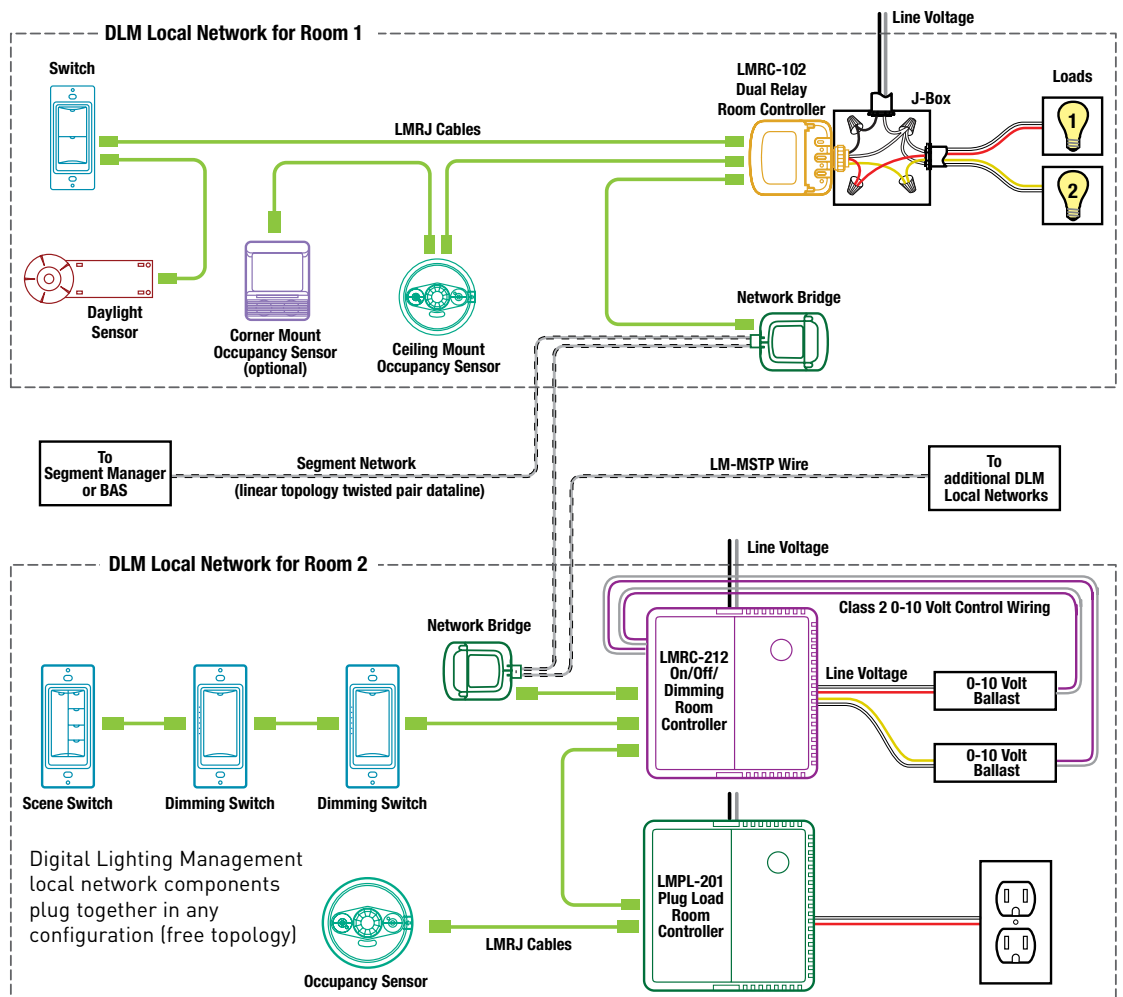 Line Voltage
DLM Local Network for Room 1
Switch
LMRC-102
Dual Relay
Room Controller
J-Box
Loads
LMRJ Cables
1
2
Daylight
Sensor
Corner Mount
Occupancy Sensor
(optional)
Ceiling Mount
Occupancy Sensor
Network Bridge
To
Segment Manager
or BAS
Segment Network
(linear topology twisted pair dataline)
LM-MSTP Wire
To
additional DLM
Local Networks
DLM Local Network for Room 2
Line Voltage
Class 2 0-10 Volt Control Wiring
Network Bridge
LMRC-212
On/Off/
Dimming
Room
Controller
Line Voltage
0-10 Volt
Ballast
0-10 Volt
Ballast
Scene Switch
Dimming Switch
Dimming Switch
Digital Lighting Management
local network components
plug together in any
configuration (free topology)
LMPL-201
Plug Load
Room
Controller
LMRJ Cables
Occupancy Sensor